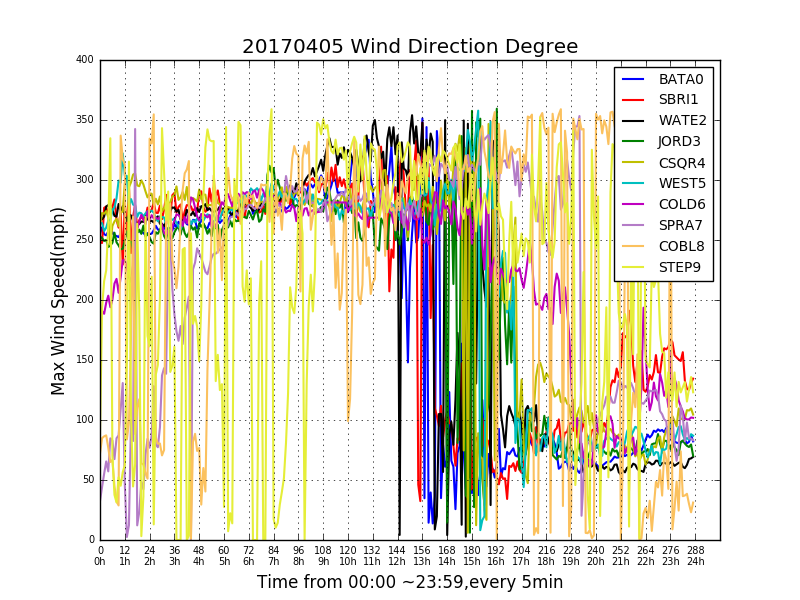 20170405 Wind Direction Degree
Max Wind Speed(mph)
400
350
300
250
200
150
100
50
0
BATA0
SBRI1
WATE2
JORD3
CSQR4
WEST5
COLD6
SPRA7
COBL8
STEP9
0 12 24 36 48 60 72 84 96 108 120 132 144 156 168 180 192 204 216 228 240 252 264 276 288
0h 1h 2h 3h 4h 5h 6h 7h 8h 9h 10h 11h 12h 13h 14h 15h 16h 17h 18h 19h 20h 21h 22h 23h 24h
Time from 00:00 ~23:59,every 5min